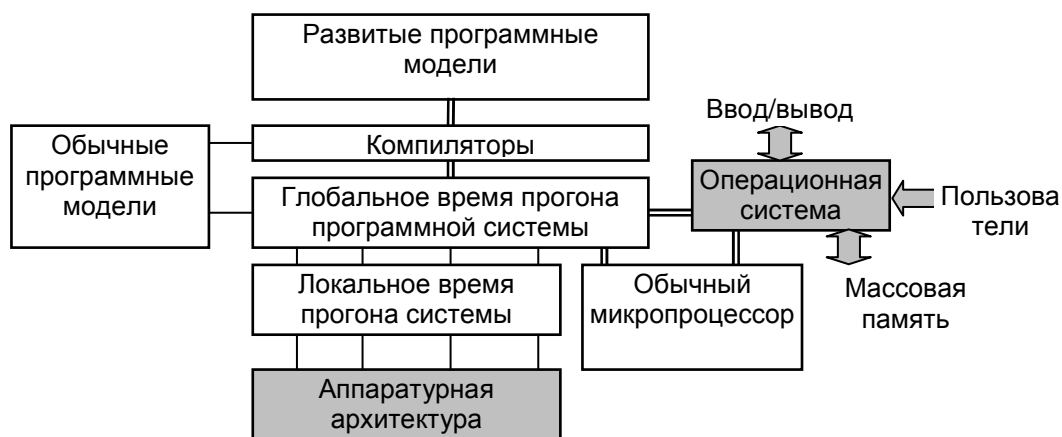 Развитые программные
модели
Ввод/вывод
Обычные
программные
модели
Компиляторы
Глобальное время прогона
программной системы
Операционная
система
Пользова
тели
Локальное время
прогона системы
Обычный
микропроцессор
Массовая
память
Аппаратурная
архитектура